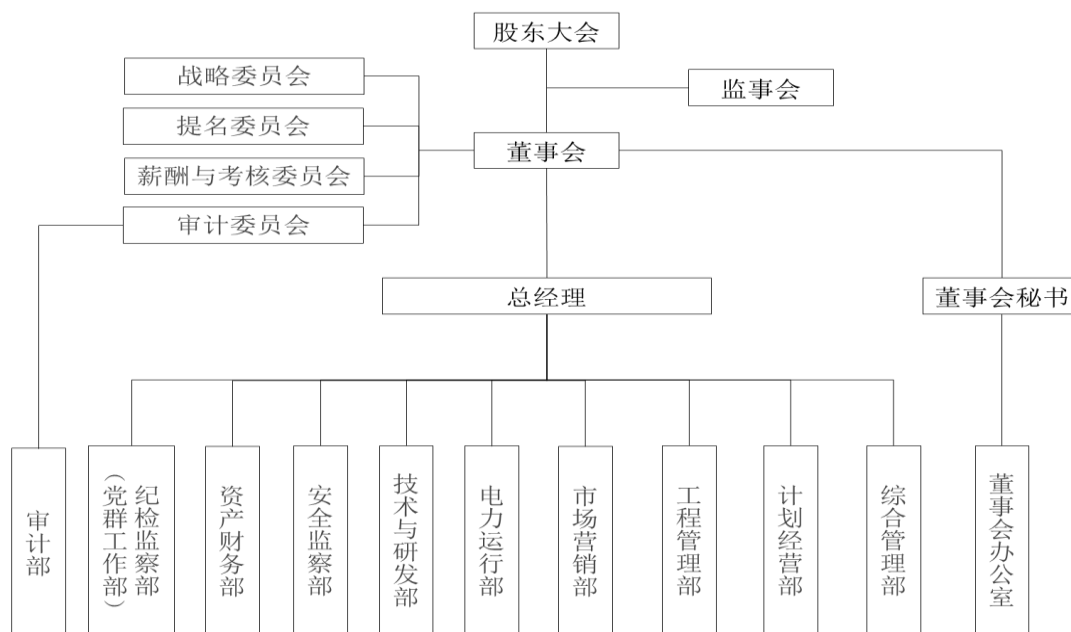 股东大会
战略委员会
监事会
提名委员会
董事会
薪酬与考核委员会
审计委员会
总经理
董事会秘书
审计部
纪检监察部
（党群工作部）
资产财务部
安全监察部
技术与研发部
电力运行部
市场营销部
工程管理部
计划经营部
综合管理部
董事会办公室